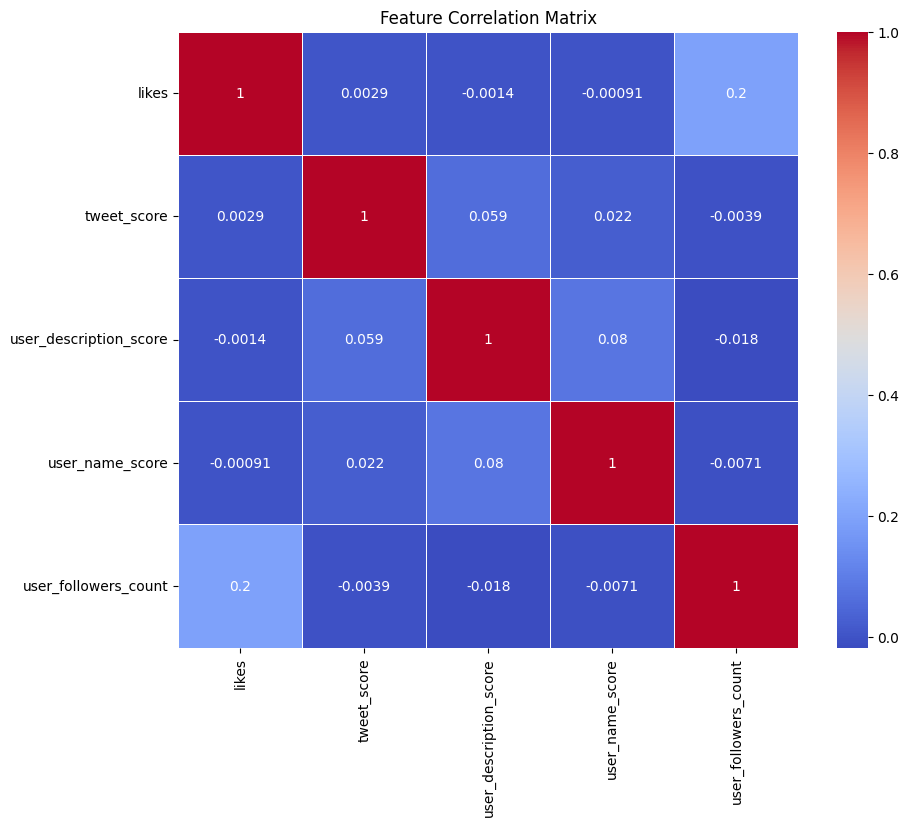 Feature Correlation Matrix
likes 1 0.0029 -0.0014 -0.00091 0.2
tweet_score 0.0029 1 0.059 0.022 -0.0039
user_description_score -0.0014 0.059 1 0.08 -0.018
user_name_score -0.00091 0.022 0.08 1 -0.0071
user_followers_count 0.2 -0.0039 -0.018 -0.0071 1
likes
tweet_score
user_description_score
user_name_score
user_followers_count
1.0
0.8
0.6
0.4
0.2
0.0